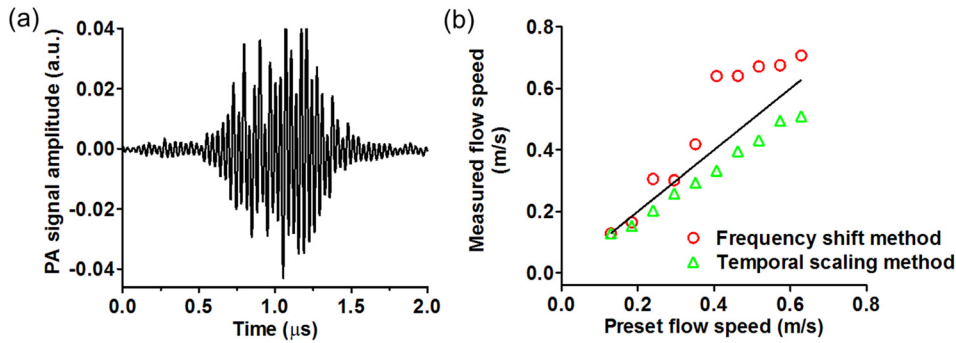 (a)
PA signal amplitude (a.u.)
0.04
0.02
0.00
-0.02
-0.04
0.0
0.5
1.0
1.5
2.0
Time (μs)
(b)
Measured flow speed
(m/s)
0.8
0.6
0.4
0.2
0.0
Frequency shift method
Temporal scaling method
0.0
0.2
0.4
0.6
0.8
Preset flow speed (m/s)